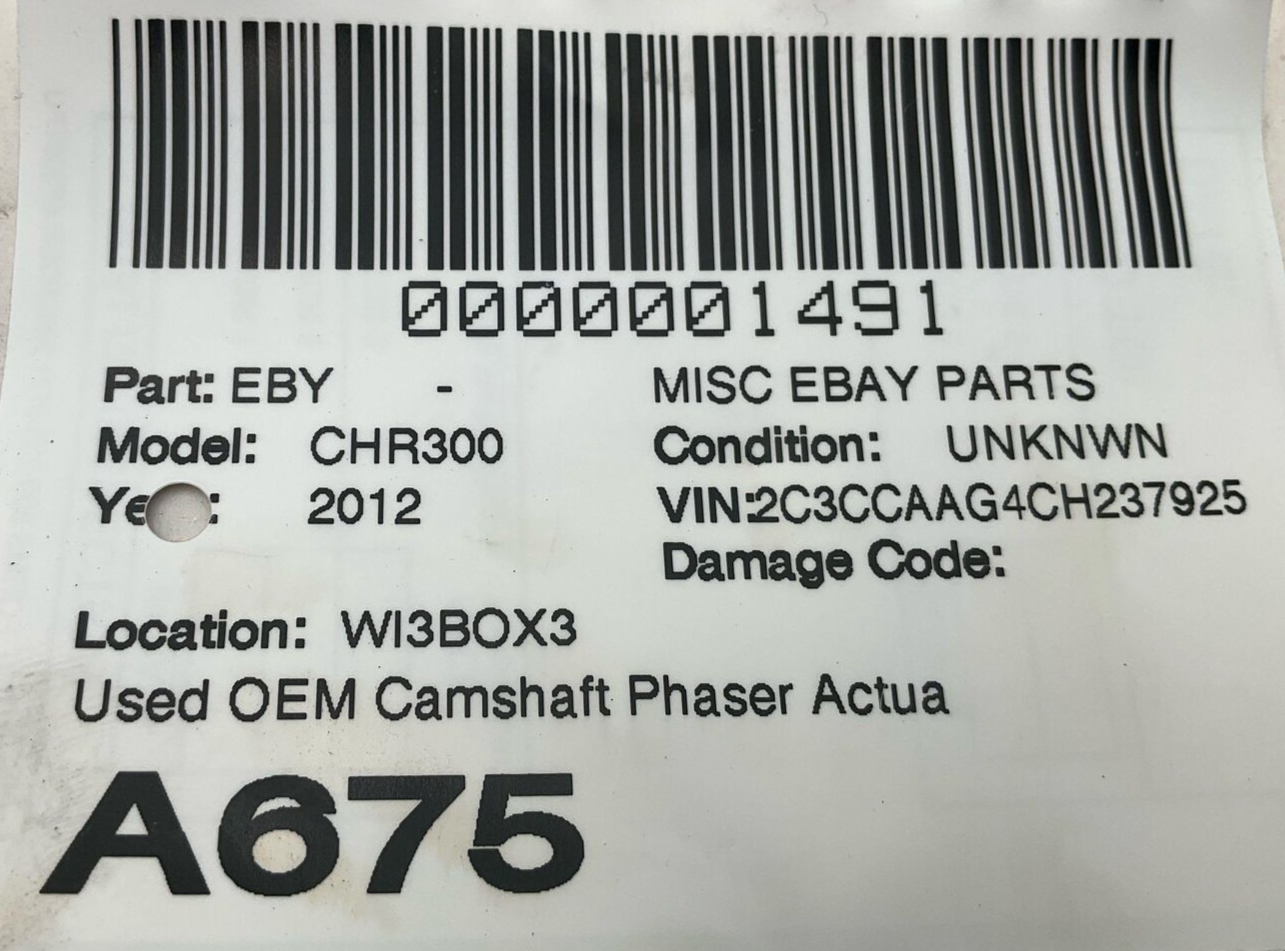 0000001491
Part: EBY - MISC EBAY PARTS
Model: CHR300 Condition: UNKNWN
2012 VIN:2C3CCAAG4CH237925
Damage Code:
Location: WI3BOX3
Used OEM Camshaft Phaser Actua
A675